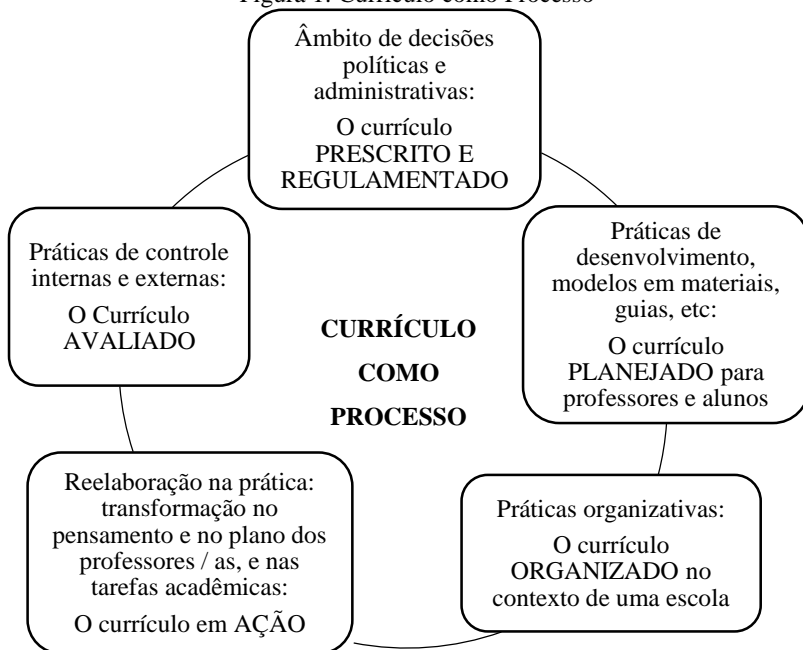 Figura 1: Currículo como Processo
Âmbito de decisões
políticas e
administrativas:
O currículo
PRESCRITO E
REGULAMENTADO
Práticas de
desenvolvimento,
modelos em materiais,
guias, etc:
O currículo
PLANEJADO para
professores e alunos
Práticas organizativas:
O currículo
ORGANIZADO no
contexto de uma escola
Reelaboração na prática:
transformação no
pensamento e no plano dos
professores / as, e nas
tarefas acadêmicas:
O currículo em AÇÃO
Práticas de controle
internas e externas:
O Currículo
AVALIADO
CURRÍCULO
COMO
PROCESSO